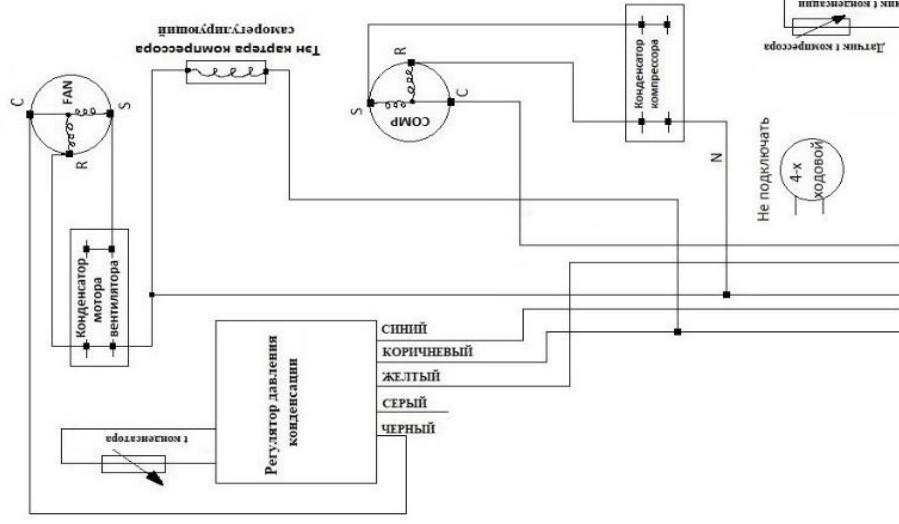 Тэн картера компрессора
саморегулирующий
Датчик t компрессора
t конденсации
C
FAN
S
R
R
S
C
COMP
Конденсатор
компрессора
N
Не подключать
4-х
ходовой
Конденсатор
мотора
вентилятора
Регулятор давления
конденсации
СИНИЙ
КОРИЧНЕВЫЙ
ЖЕЛТЫЙ
СЕРЫЙ
ЧЕРНЫЙ
t конденсатора